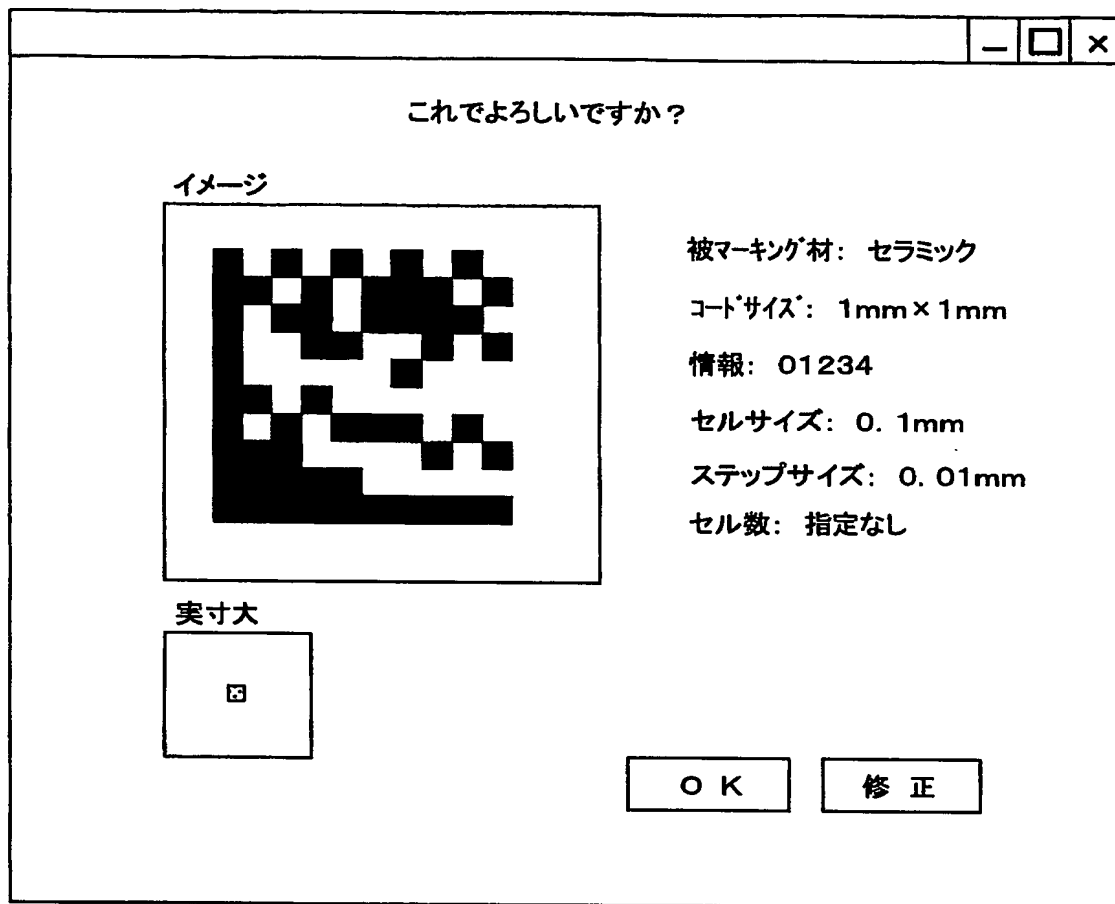 これでよろしいですか？
イメージ
被ﾏｰｷﾝｸﾞ材： セラミック
ｺｰﾄﾞｻｲｽﾞ： 1mm×1mm
情報： 01234
セルサイズ： 0．1mm
ステップサイズ： 0．01mm
セル数： 指定なし
実寸大
ＯＫ
修 正